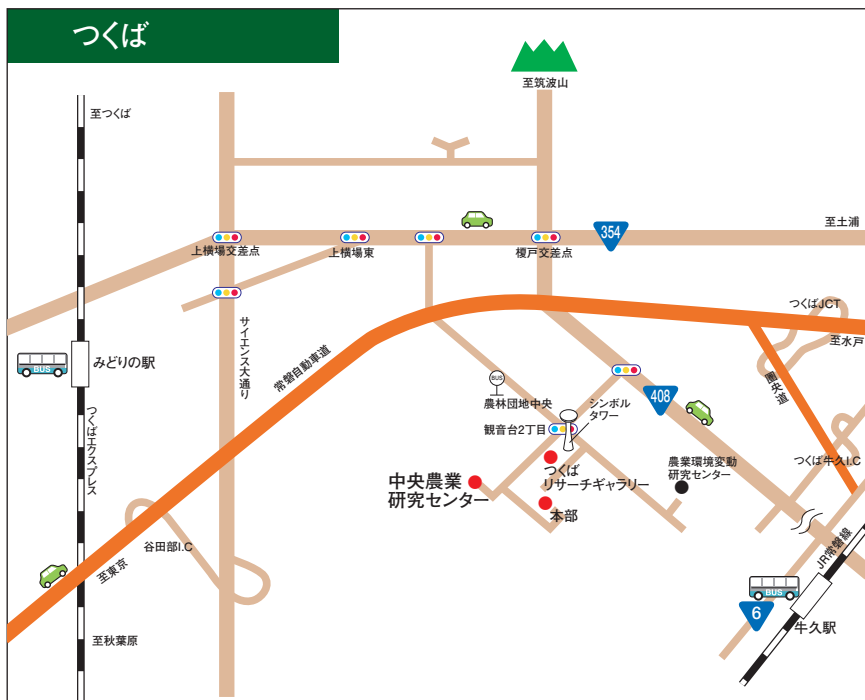 つくば
至筑波山
至つくば
354
至土浦
上横場交差点
上横場東
榎戸交差点
つくばJCT
至水戸
サイエンス大通り
常磐自動車道
圏央道
BUS
みどりの駅
BUS
408
農林団地中央
シンボル
タワー
観音台2丁目
つくば
リサーチギャラリー
農業環境変動
研究センター
つくば牛久I.C
つくばエクスプレス
中央農業
研究センター
本部
谷田部I.C
JR常磐線
至東京
BUS
6
牛久駅
至秋葉原